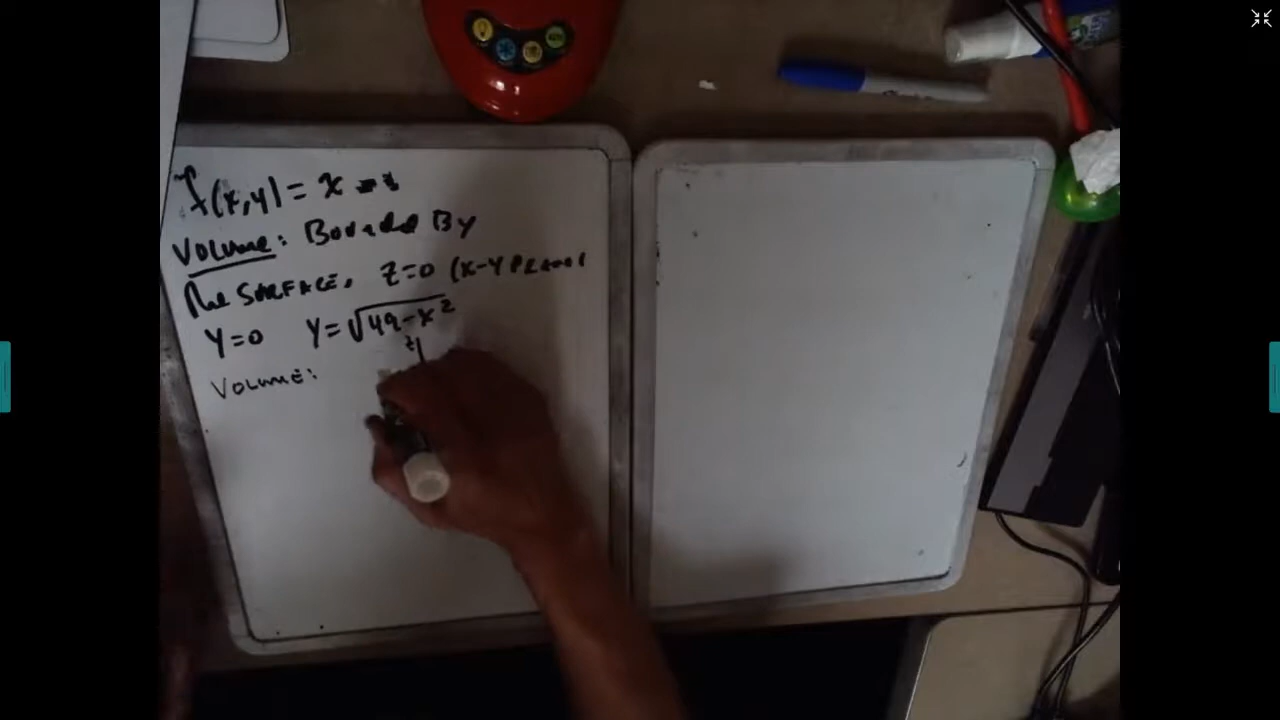 f(x,y) = x
VOLUME: Bounded By
The SURFACE, z=0 (x-y PLANE
y=0 y=√49-x²
z
VOLUME: